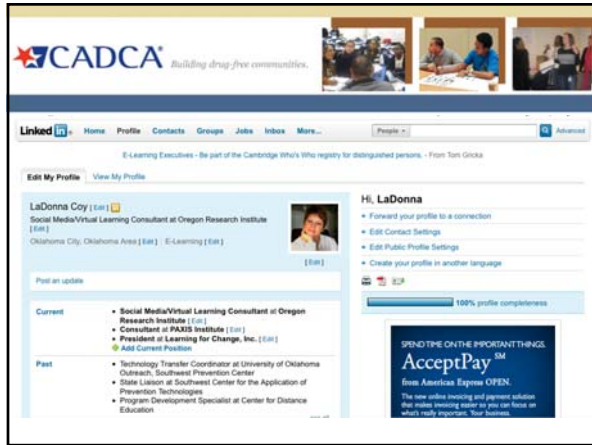 CADCA® Building drug-free communities.
Linked in® Home Profile Contacts Groups Jobs Inbox More... People Advanced
E-Learning Executives - Be part of the Cambridge Who's Who registry for distinguished persons. - From Tom Gricka
Edit My Profile View My Profile
LaDonna Coy [Edit]
Social Media/Virtual Learning Consultant at Oregon Research Institute
[Edit]
Oklahoma City, Oklahoma Area [Edit] | E-Learning [Edit]
[Edit]
Post an update
Current
• Social Media/Virtual Learning Consultant at Oregon
Research Institute [Edit]
• Consultant at PAXIS Institute [Edit]
• President at Learning for Change, Inc. [Edit]
Add Current Position
Past
• Technology Transfer Coordinator at University of Oklahoma
Outreach, Southwest Prevention Center
• State Liaison at Southwest Center for the Application of
Prevention Technologies
• Program Development Specialist at Center for Distance
Education
Hi, LaDonna
Forward your profile to a connection
Edit Contact Settings
Edit Public Profile Settings
Create your profile in another language
100% profile completeness
SPEND TIME ON THE IMPORTANT THINGS.
AcceptPay SM
from American Express OPEN.
The new online invoicing and payment solution
that makes invoicing easier so you can focus on
what's really important. Your business.